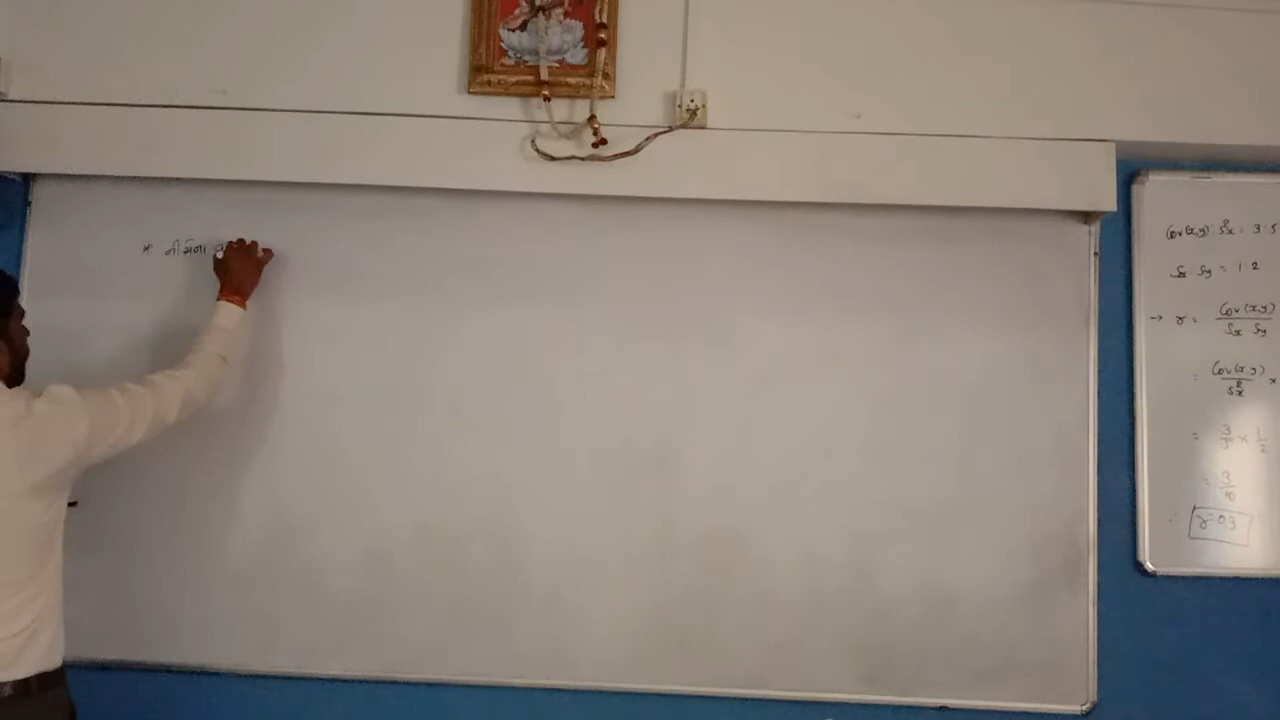 * નીચેના
Cov(x,y) : S²x = 3:5
Sx : Sy = 1:2
→ r = Cov(x,y) / Sx Sy
= Cov(x,y) / S²x ×
= 3/5 × 1/2
= 3/10
∴ r = 0.3